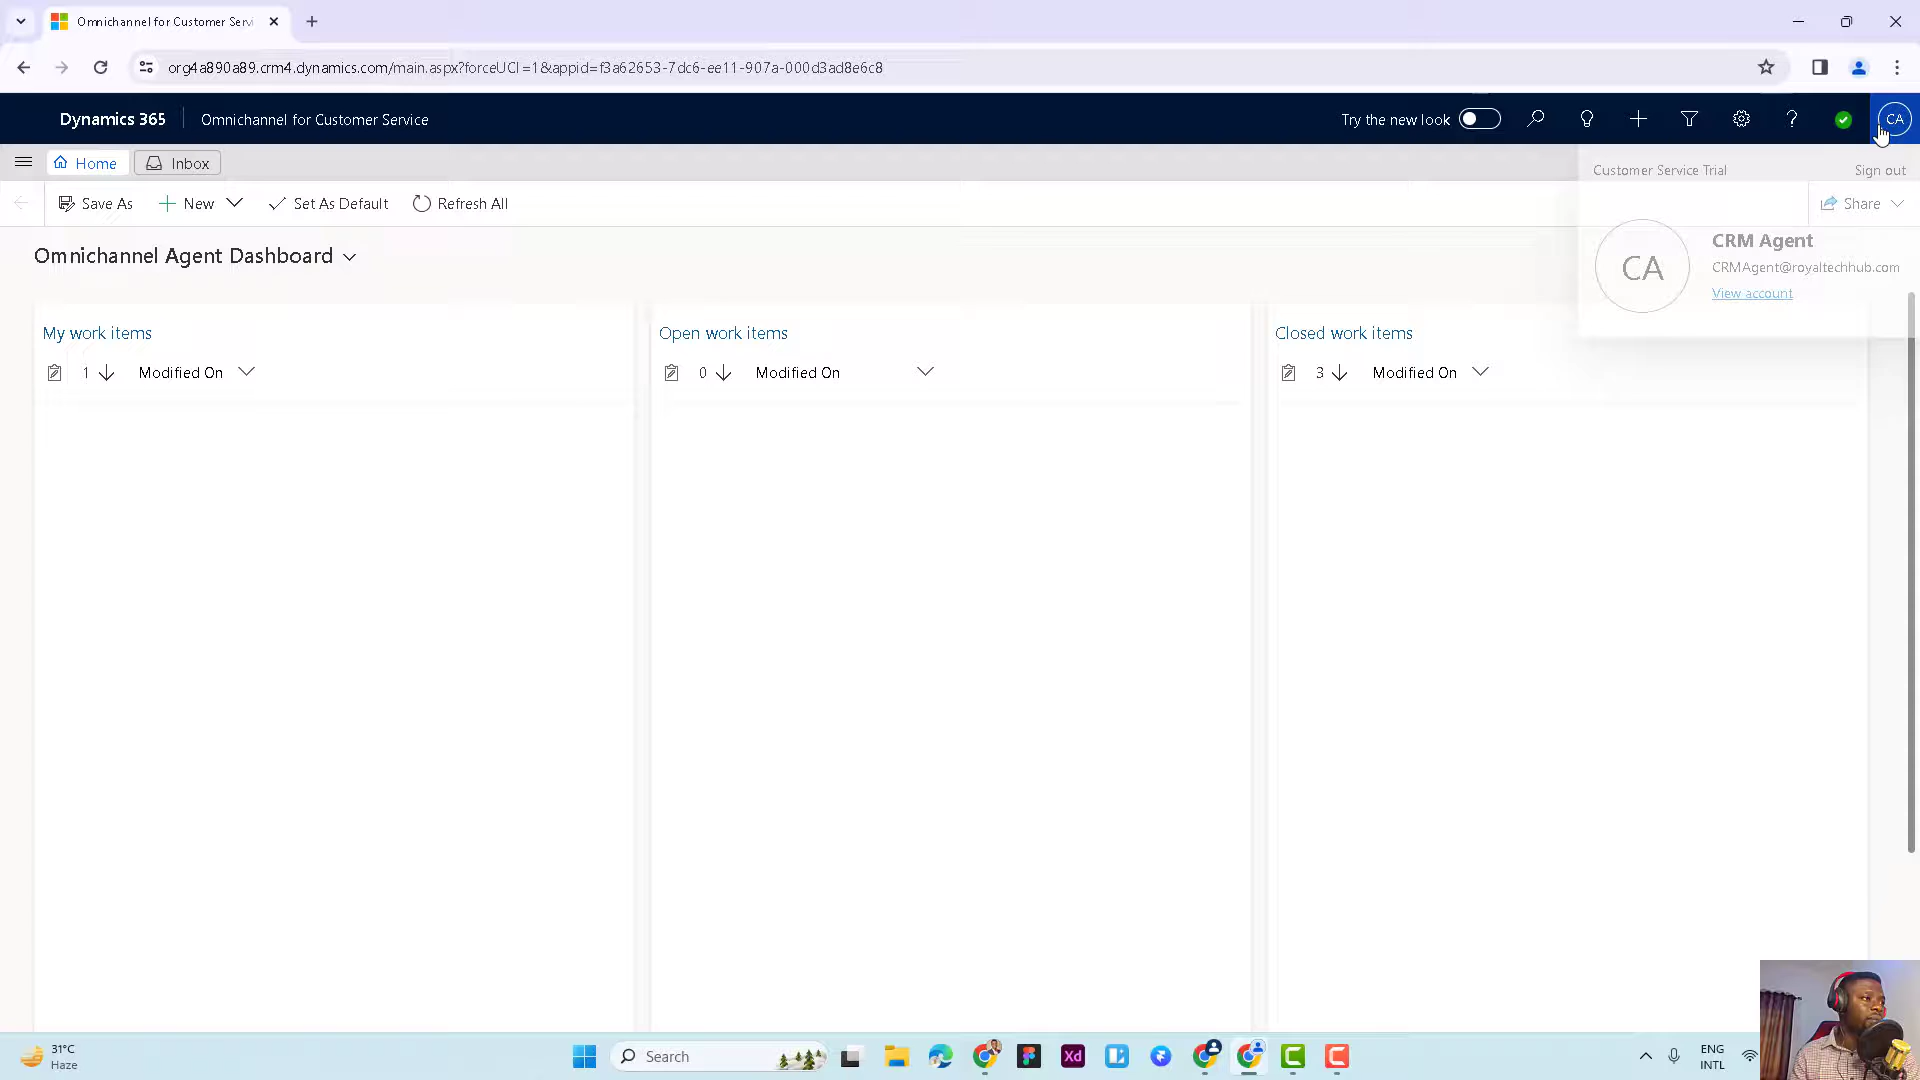 Omnichannel for Customer Servi
org4a890a89.crm4.dynamics.com/main.aspx?forceUCI=1&appid=f3a62653-7dc6-ee11-907a-000d3ad8e6c8
Dynamics 365
Omnichannel for Customer Service
Try the new look
CA
Home
Inbox
Customer Service Trial
Sign out
Save As
New
Set As Default
Refresh All
Share
Omnichannel Agent Dashboard
CA
CRM Agent
CRMAgent@royaltechhub.com
View account
My work items
Open work items
Closed work items
1
Modified On
0
Modified On
3
Modified On
31°C
Haze
Search
Xd
ENG
INTL